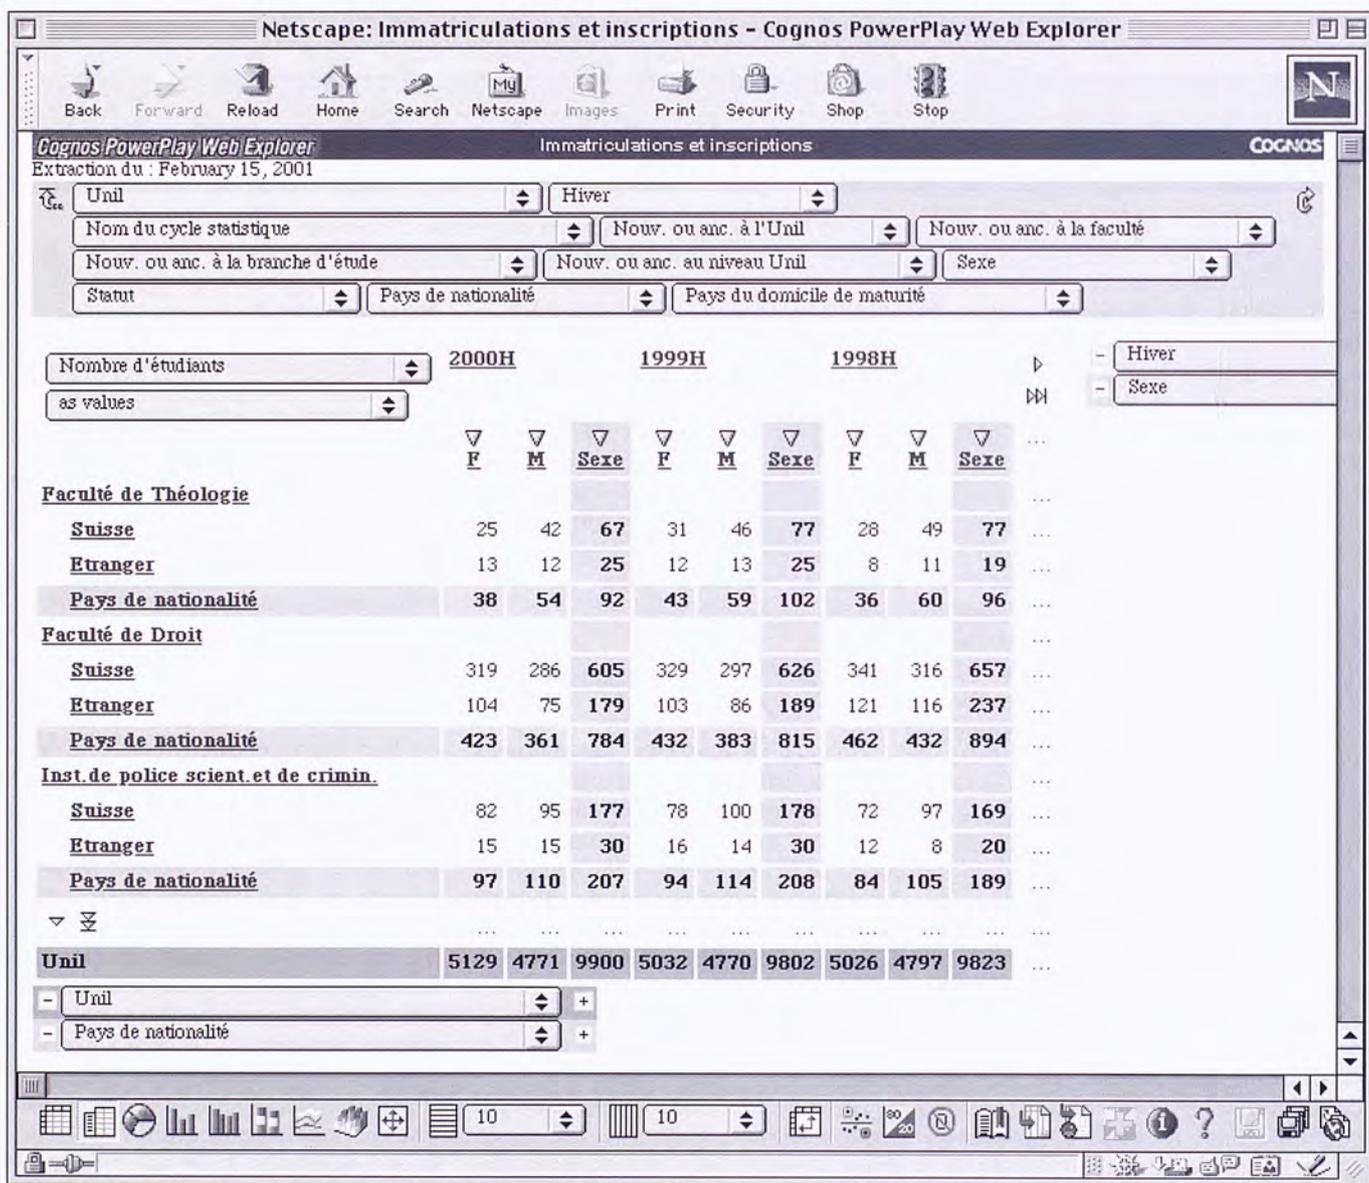 Netscape: Immatriculations et inscriptions - Cognos PowerPlay Web Explorer
Back Forward Reload Home Search Netscape Images Print Security Shop Stop
My
N
Cognos PowerPlay Web Explorer Immatriculations et inscriptions COGNOS
Extraction du : February 15, 2001
Unil Hiver
Nom du cycle statistique Nouv. ou anc. à l'Unil Nouv. ou anc. à la faculté
Nouv. ou anc. à la branche d'étude Nouv. ou anc. au niveau Unil Sexe
Statut Pays de nationalité Pays du domicile de maturité
Nombre d'étudiants 2000H 1999H 1998H - Hiver
as values - Sexe
F M Sexe F M Sexe F M Sexe ...
Faculté de Théologie ...
Suisse 25 42 67 31 46 77 28 49 77 ...
Etranger 13 12 25 12 13 25 8 11 19 ...
Pays de nationalité 38 54 92 43 59 102 36 60 96 ...
Faculté de Droit ...
Suisse 319 286 605 329 297 626 341 316 657 ...
Etranger 104 75 179 103 86 189 121 116 237 ...
Pays de nationalité 423 361 784 432 383 815 462 432 894 ...
Inst.de police scient.et de crimin. ...
Suisse 82 95 177 78 100 178 72 97 169 ...
Etranger 15 15 30 16 14 30 12 8 20 ...
Pays de nationalité 97 110 207 94 114 208 84 105 189 ...
... ... ... ... ... ... ... ... ... ...
Unil 5129 4771 9900 5032 4770 9802 5026 4797 9823 ...
- Unil +
- Pays de nationalité +
10 10 ?